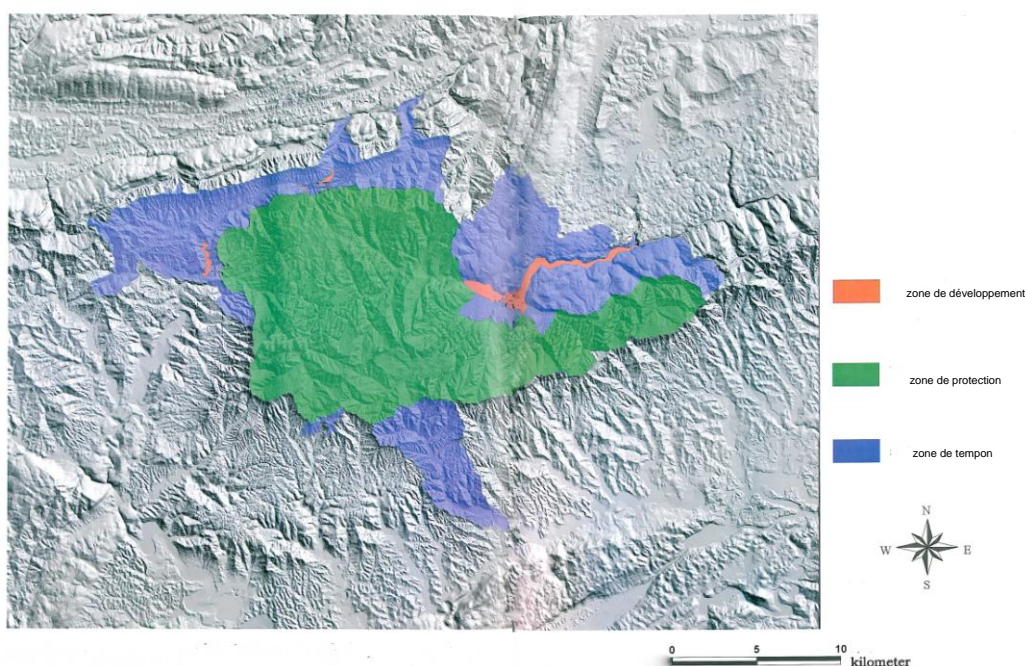 zone de développement
zone de protection
zone de tempon
N
W E
S
0 5 10
kilometer